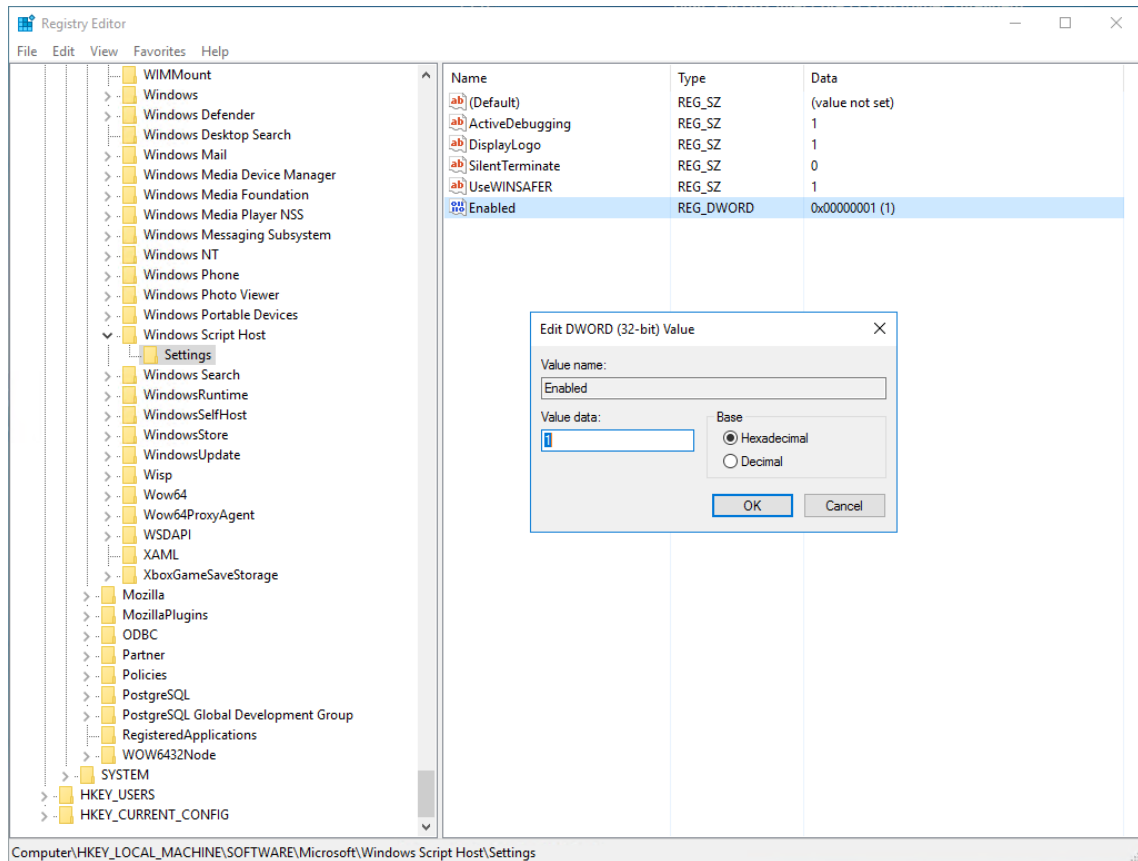 Registry Editor
File Edit View Favorites Help
WIMMount
Windows
Windows Defender
Windows Desktop Search
Windows Mail
Windows Media Device Manager
Windows Media Foundation
Windows Media Player NSS
Windows Messaging Subsystem
Windows NT
Windows Phone
Windows Photo Viewer
Windows Portable Devices
Windows Script Host
Settings
Windows Search
WindowsRuntime
WindowsSelfHost
WindowsStore
WindowsUpdate
Wisp
Wow64
Wow64ProxyAgent
WSDAPI
XAML
XboxGameSaveStorage
Mozilla
MozillaPlugins
ODBC
Partner
Policies
PostgreSQL
PostgreSQL Global Development Group
RegisteredApplications
WOW6432Node
SYSTEM
HKEY_USERS
HKEY_CURRENT_CONFIG
Name Type Data
(Default) REG_SZ (value not set)
ActiveDebugging REG_SZ 1
DisplayLogo REG_SZ 1
SilentTerminate REG_SZ 0
UseWINSAFER REG_SZ 1
Enabled REG_DWORD 0x00000001 (1)
Edit DWORD (32-bit) Value
Value name:
Enabled
Value data:
1
Base
Hexadecimal
Decimal
OK Cancel
Computer\HKEY_LOCAL_MACHINE\SOFTWARE\Microsoft\Windows Script Host\Settings